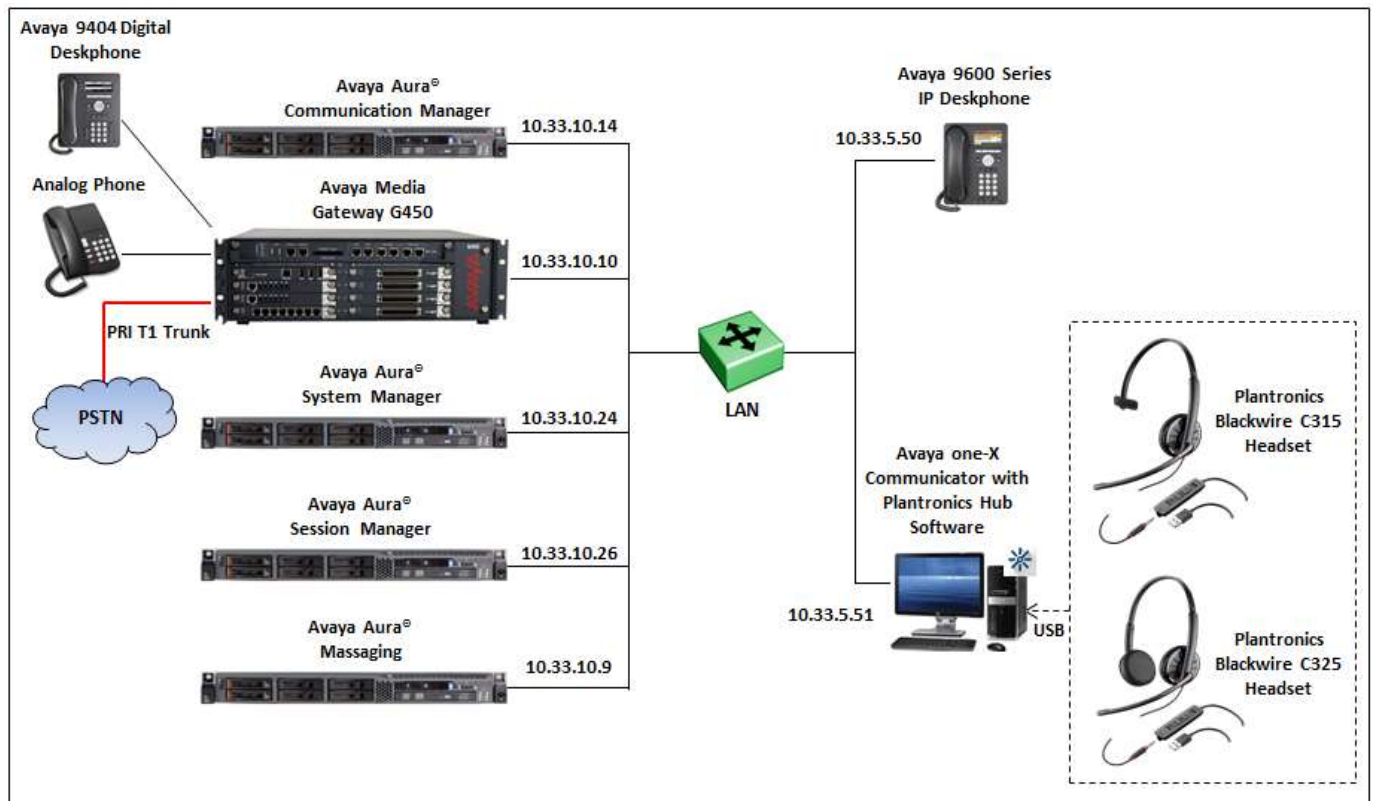 Avaya 9404 Digital
Deskphone
Avaya Aura®
Communication Manager
10.33.10.14
Analog Phone
Avaya Media
Gateway G450
10.33.10.10
PRI T1 Trunk
PSTN
Avaya Aura®
System Manager
10.33.10.24
Avaya Aura®
Session Manager
10.33.10.26
Avaya Aura®
Massaging
10.33.10.9
LAN
Avaya 9600 Series
IP Deskphone
10.33.5.50
Avaya one-X
Communicator with
Plantronics Hub
Software
10.33.5.51
USB
Plantronics
Blackwire C315
Headset
Plantronics
Blackwire C325
Headset